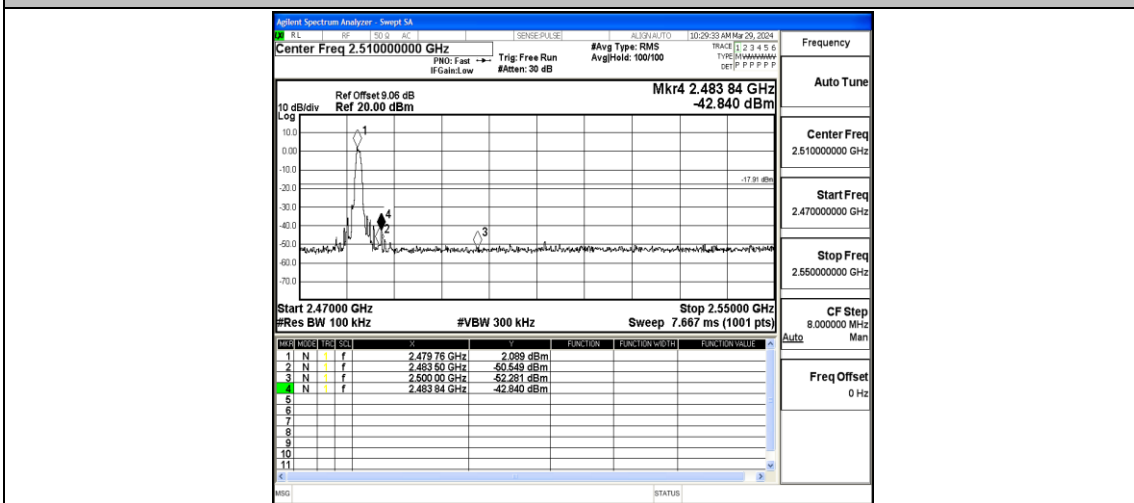 Agilent Spectrum Analyzer - Swept SA
RL RF 50 Ω AC SENSE:PULSE ALIGN AUTO 10:29:33 AM Mar 29, 2024
Center Freq 2.510000000 GHz
PNO: Fast
IFGain:Low
Trig: Free Run
#Atten: 30 dB
#Avg Type: RMS
Avg|Hold: 100/100
TRACE 1 2 3 4 5 6
TYPE MWWWWW
DET P P P P P P
Ref Offset 9.06 dB
10 dB/div Ref 20.00 dBm
Log
Mkr4 2.483 84 GHz
-42.840 dBm
10.0
0.00
-10.0
-20.0
-30.0
-40.0
-50.0
-60.0
-70.0
1
-17.91 dBm
4
2
3
Start 2.47000 GHz Stop 2.55000 GHz
#Res BW 100 kHz #VBW 300 kHz Sweep 7.667 ms (1001 pts)
MKR MODE TRC SCL X Y FUNCTION FUNCTION WIDTH FUNCTION VALUE
1 N 1 f 2.479 76 GHz 2.089 dBm
2 N 1 f 2.483 50 GHz -50.549 dBm
3 N 1 f 2.500 00 GHz -52.281 dBm
4 N 1 f 2.483 84 GHz -42.840 dBm
5
6
7
8
9
10
11
MSG STATUS
Frequency
Auto Tune
Center Freq
2.510000000 GHz
Start Freq
2.470000000 GHz
Stop Freq
2.550000000 GHz
CF Step
8.000000 MHz
Auto Man
Freq Offset
0 Hz